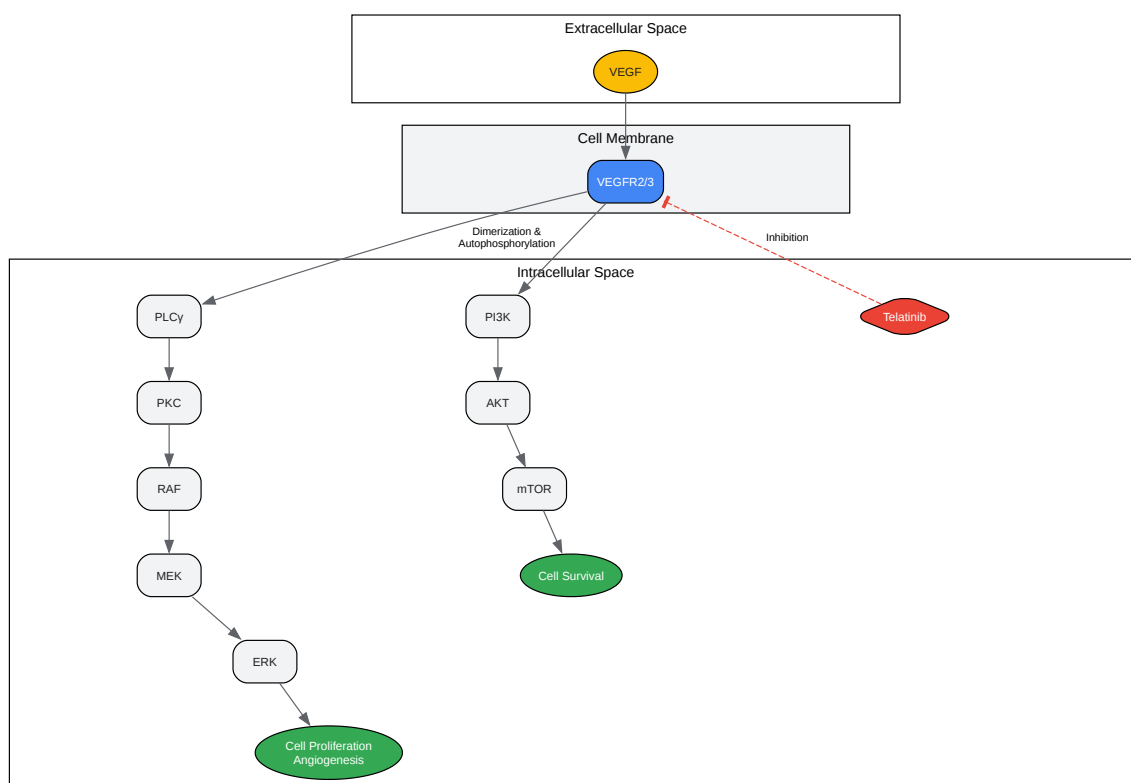 Extracellular Space
VEGF
Cell Membrane
VEGFR2/3
Dimerization &
Autophosphorylation
Inhibition
Intracellular Space
PLCγ
PI3K
Telatinib
PKC
AKT
RAF
mTOR
MEK
Cell Survival
ERK
Cell Proliferation
Angiogenesis